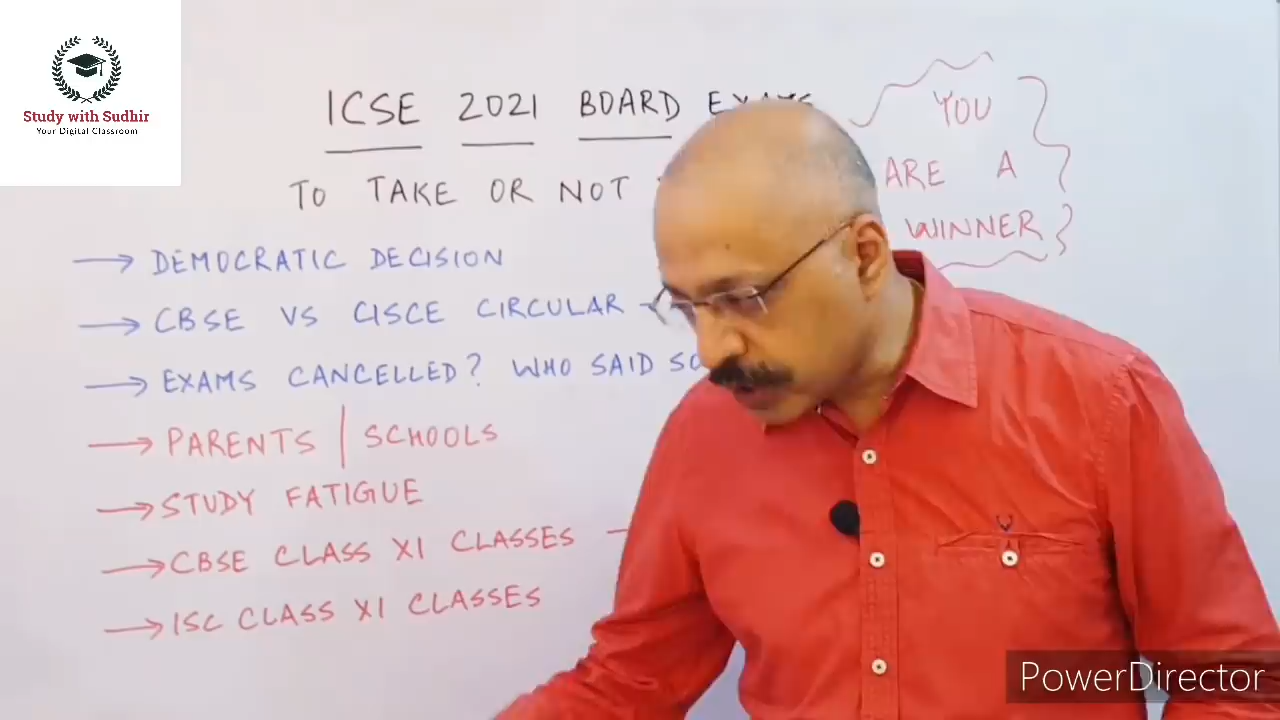 Study with Sudhir
Your Digital Classroom
ICSE 2021 BOARD EXAMS
TO TAKE OR NOT
YOU
ARE A
WINNER
→ DEMOCRATIC DECISION
→ CBSE VS CISCE CIRCULAR
→ EXAMS CANCELLED? WHO SAID SO
→ PARENTS | SCHOOLS
→ STUDY FATIGUE
→ CBSE CLASS XI CLASSES -
→ ISC CLASS XI CLASSES
PowerDirector